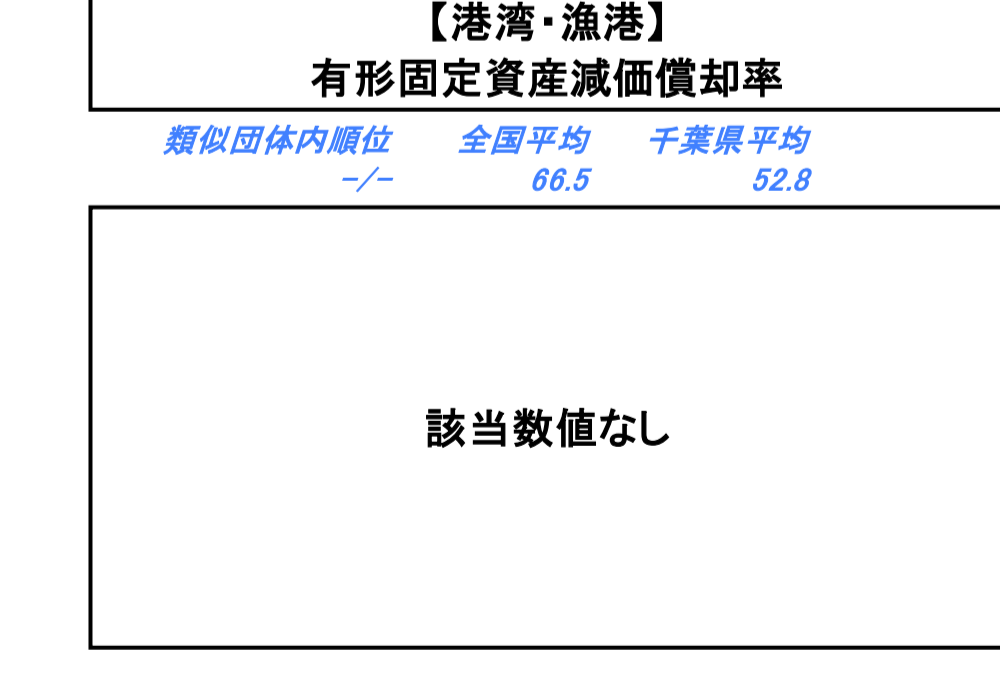 【港湾・漁港】
有形固定資産減価償却率
類似団体内順位 全国平均 千葉県平均
-/- 66.5 52.8
該当数値なし